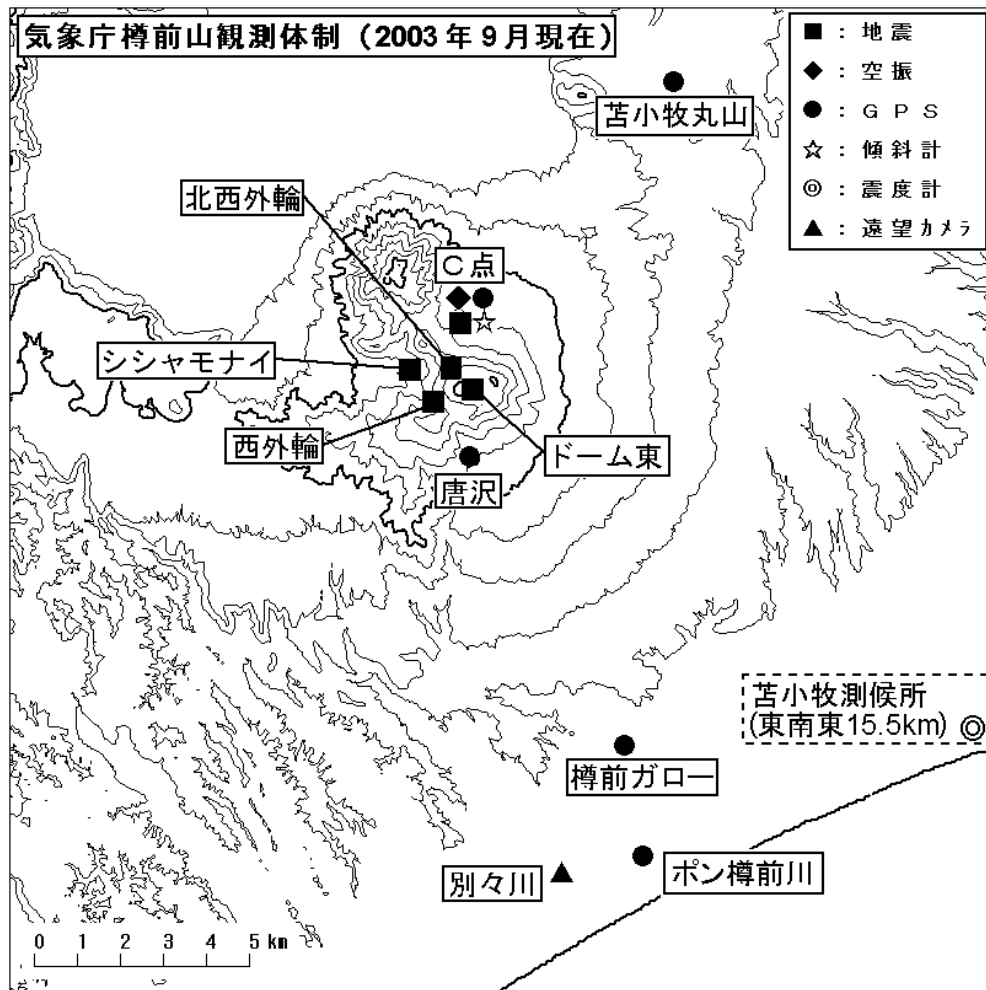 気象庁樽前山観測体制（2003年9月現在）
■：地震
◆：空振
●：ＧＰＳ
☆：傾斜計
◎：震度計
▲：遠望カメラ
苫小牧丸山
北西外輪
Ｃ点
シシャモナイ
西外輪
ドーム東
唐沢
苫小牧測候所
(東南東15.5km)
樽前ガロー
別々川
ポン樽前川
0 1 2 3 4 5 km